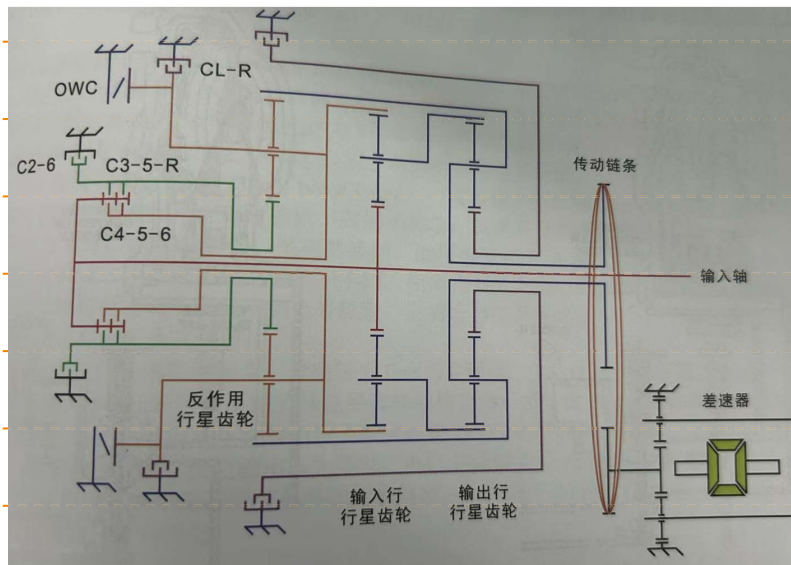 CL-R
OWC
C2-6
C3-5-R
C4-5-6
传动链条
输入轴
反作用
行星齿轮
输入行
行星齿轮
输出行
行星齿轮
差速器